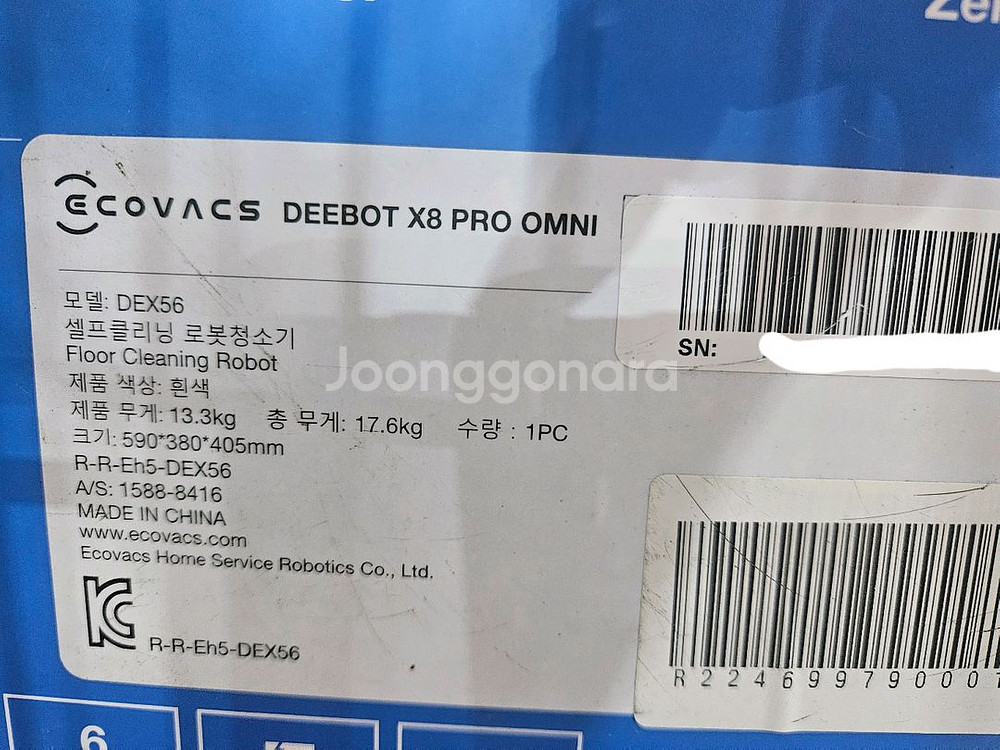 ECOVACS DEEBOT X8 PRO OMNI
모델: DEX56
셀프클리닝 로봇청소기
Floor Cleaning Robot
제품 색상: 흰색
제품 무게: 13.3kg 총 무게: 17.6kg 수량 : 1PC
크기: 590*380*405mm
R-R-Eh5-DEX56
A/S: 1588-8416
MADE IN CHINA
www.ecovacs.com
Ecovacs Home Service Robotics Co., Ltd.
R-R-Eh5-DEX56
SN:
R224699790001
Joonggonara
6